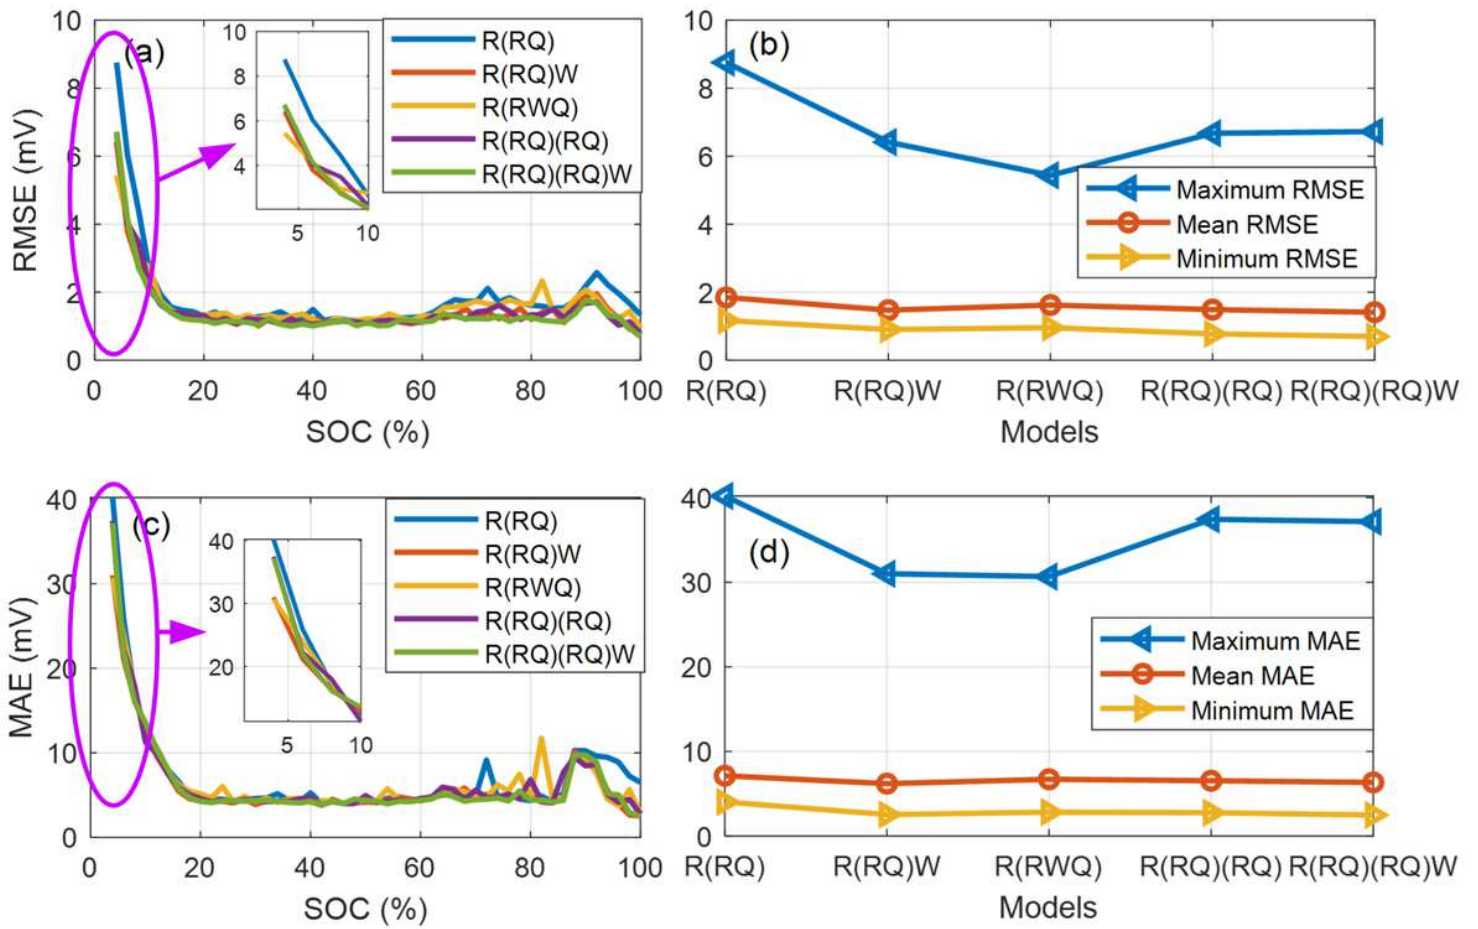 (a)
RMSE (mV)
10
8
6
4
2
0
0 20 40 60 80 100
SOC (%)
10
8
6
4
5 10
R(RQ)
R(RQ)W
R(RWQ)
R(RQ)(RQ)
R(RQ)(RQ)W
(b)
10
8
6
4
2
0
Maximum RMSE
Mean RMSE
Minimum RMSE
R(RQ) R(RQ)W R(RWQ) R(RQ)(RQ) R(RQ)(RQ)W
Models
(c)
MAE (mV)
40
30
20
10
0
0 20 40 60 80 100
SOC (%)
40
30
20
5 10
R(RQ)
R(RQ)W
R(RWQ)
R(RQ)(RQ)
R(RQ)(RQ)W
(d)
40
30
20
10
0
Maximum MAE
Mean MAE
Minimum MAE
R(RQ) R(RQ)W R(RWQ) R(RQ)(RQ) R(RQ)(RQ)W
Models